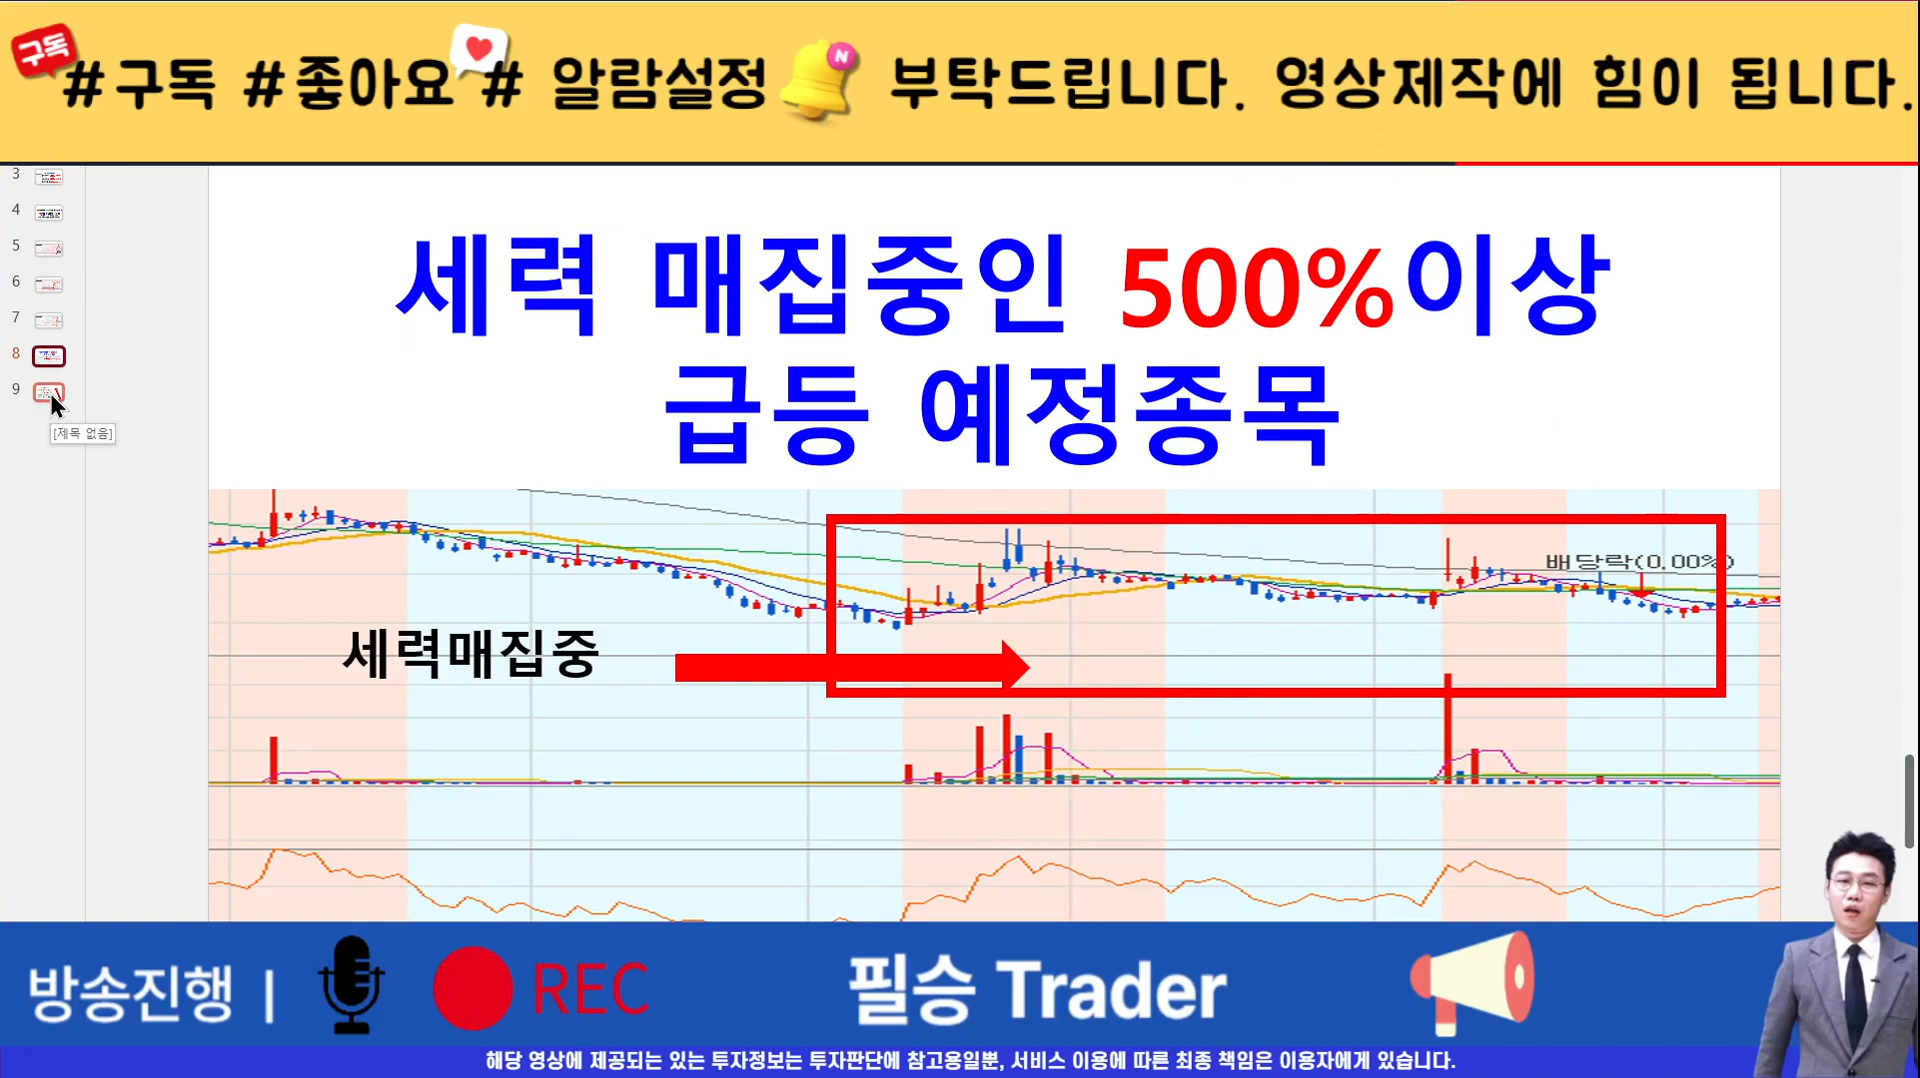 구독
#구독 #좋아요 # 알람설정 N 부탁드립니다. 영상제작에 힘이 됩니다.
3
4
5
6
7
8
9
[제목 없음]
세력 매집중인 500%이상
급등 예정종목
배당락(0.00%)
세력매집중
방송진행 |
REC
필승 Trader
해당 영상에 제공되는 있는 투자정보는 투자판단에 참고용일뿐, 서비스 이용에 따른 최종 책임은 이용자에게 있습니다.